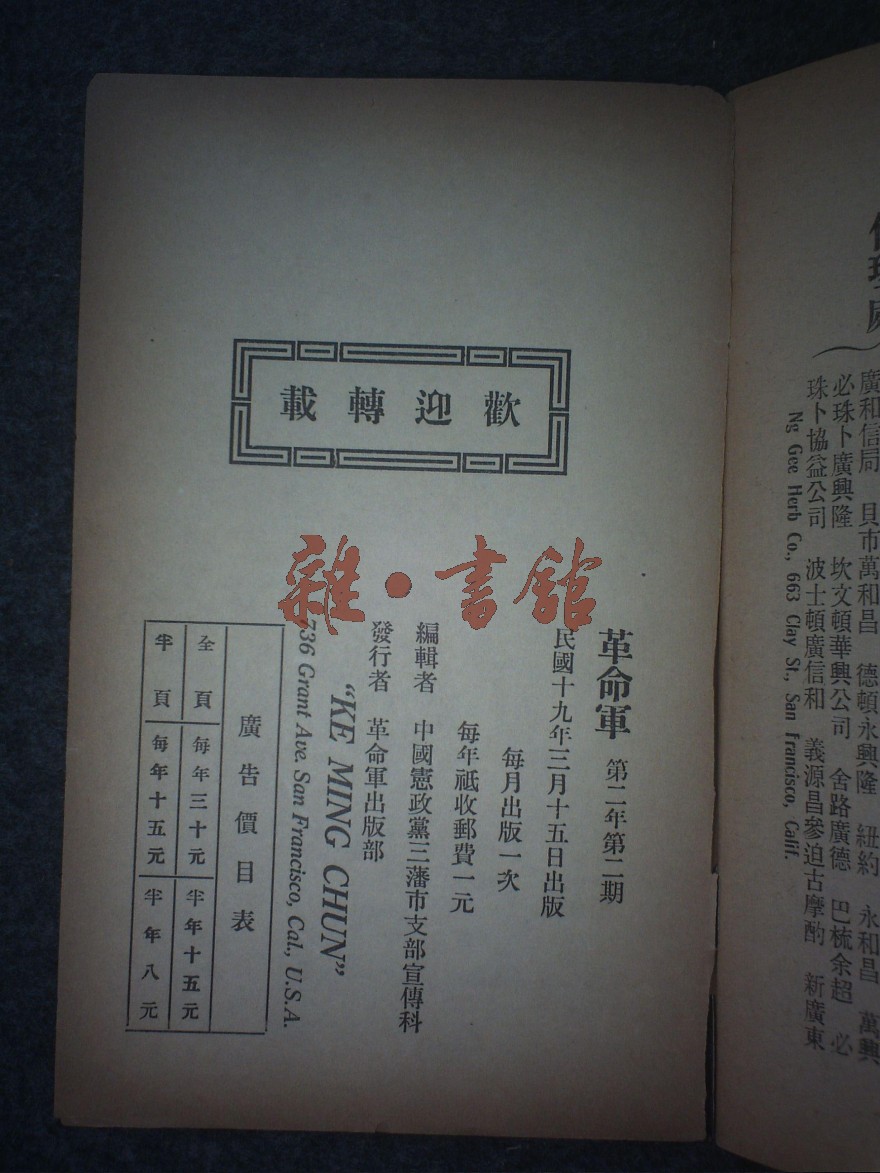 歡迎轉載
雜・書館
革命軍 第二年第二期
民國十九年三月十五日出版
每月出版一次
每年祗收郵費一元
編輯者 中國憲政黨三藩市支部宣傳科
發行者 革命軍出版部
"KE MING CHUN"
736 Grant Ave. San Francisco, Cal., U.S.A.
廣告價目表
全頁 每年三十元 半年十五元
半頁 每年十五元 半年八元
廣和信局 貝市萬和昌 德頓永興隆 紐約 永和昌 萬興
必珠卜廣興隆 坎文頓華興公司 舍路廣德 巴梳余超 必
珠卜協益公司 波士頓廣信和 義源昌參迫古摩酌 新廣東
Ng Gee Herb Co., 663 Clay St., San Francisco, Calif.